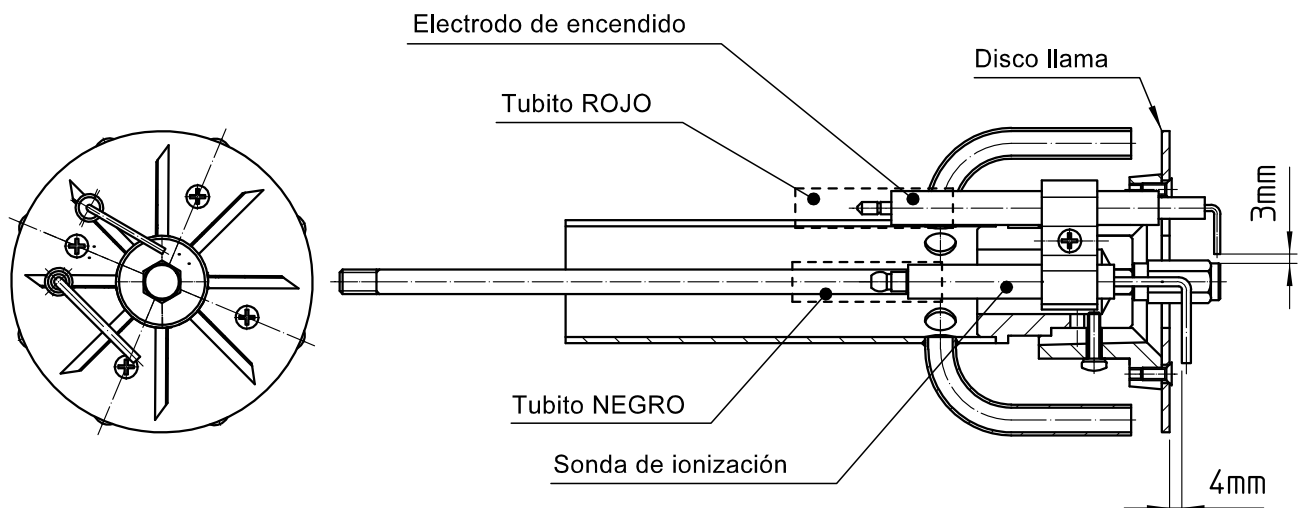 Electrodo de encendido
Disco llama
Tubito ROJO
3mm
Tubito NEGRO
Sonda de ionización
4mm